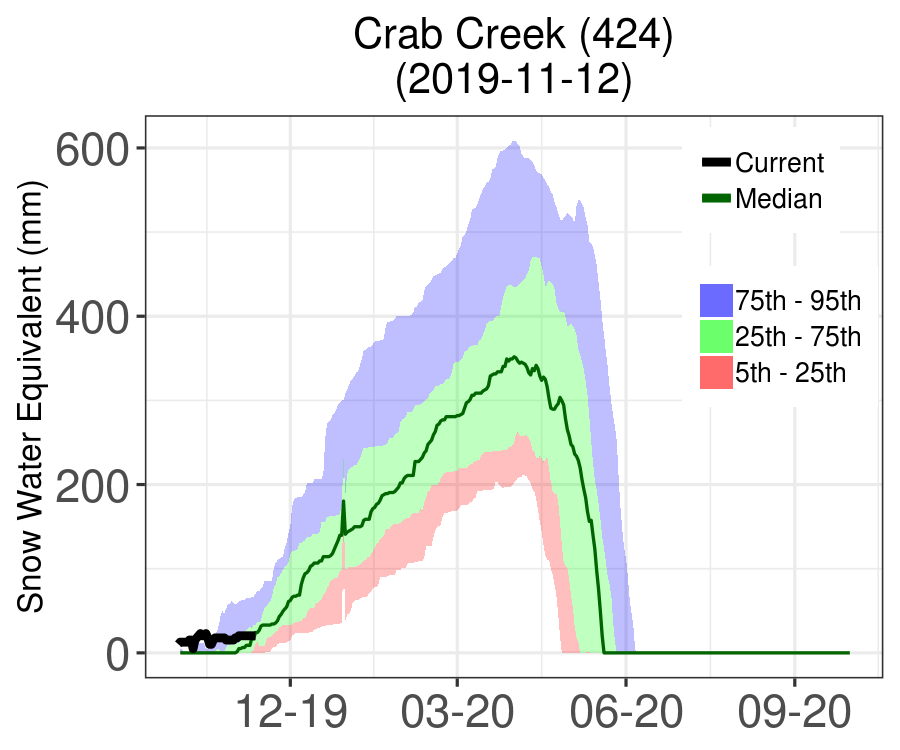 Crab Creek (424)
(2019-11-12)
Snow Water Equivalent (mm)
600
400
200
0
12-19 03-20 06-20 09-20
Current
Median
75th - 95th
25th - 75th
5th - 25th